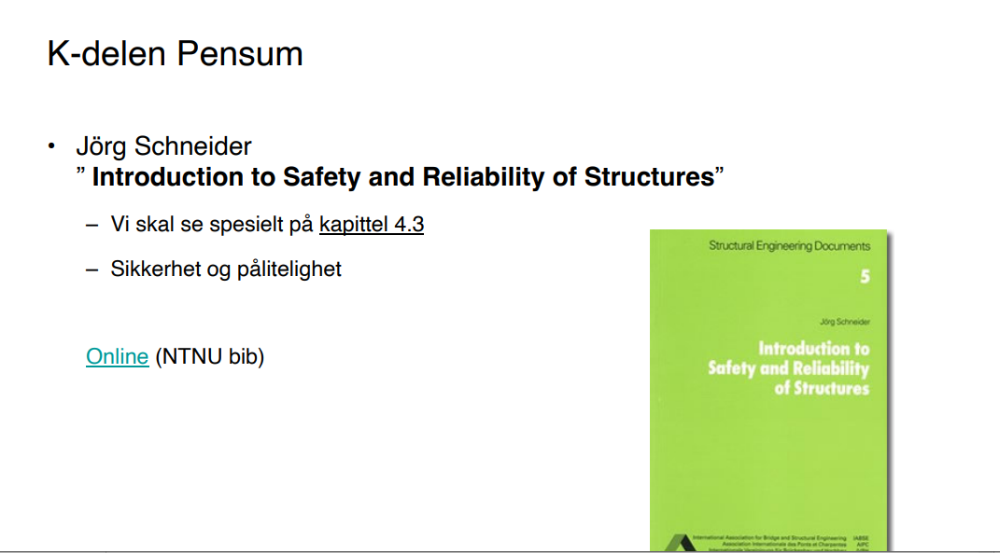 K-delen Pensum
• Jörg Schneider
” Introduction to Safety and Reliability of Structures”
– Vi skal se spesielt på kapittel 4.3
– Sikkerhet og pålitelighet
Online (NTNU bib)
Structural Engineering Documents
5
Jörg Schneider
Introduction to
Safety and Reliability
of Structures
International Association for Bridge and Structural Engineering IABSE
Association Internationale des Ponts et Charpentes AIPC